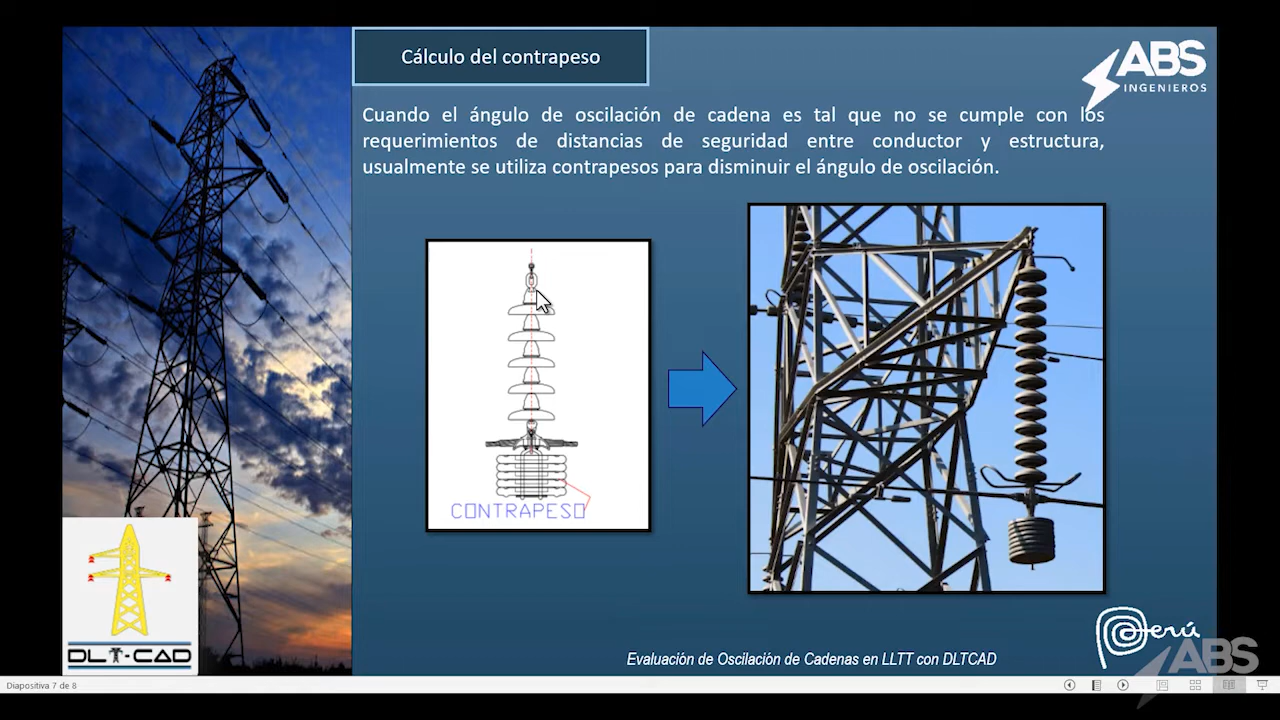 Cálculo del contrapeso
ABS
INGENIEROS
Cuando el ángulo de oscilación de cadena es tal que no se cumple con los
requerimientos de distancias de seguridad entre conductor y estructura,
usualmente se utiliza contrapesos para disminuir el ángulo de oscilación.
CONTRAPESO
DLT-CAD
Perú
Evaluación de Oscilación de Cadenas en LLTT con DLTCAD
ABS
Diapositiva 7 de 8